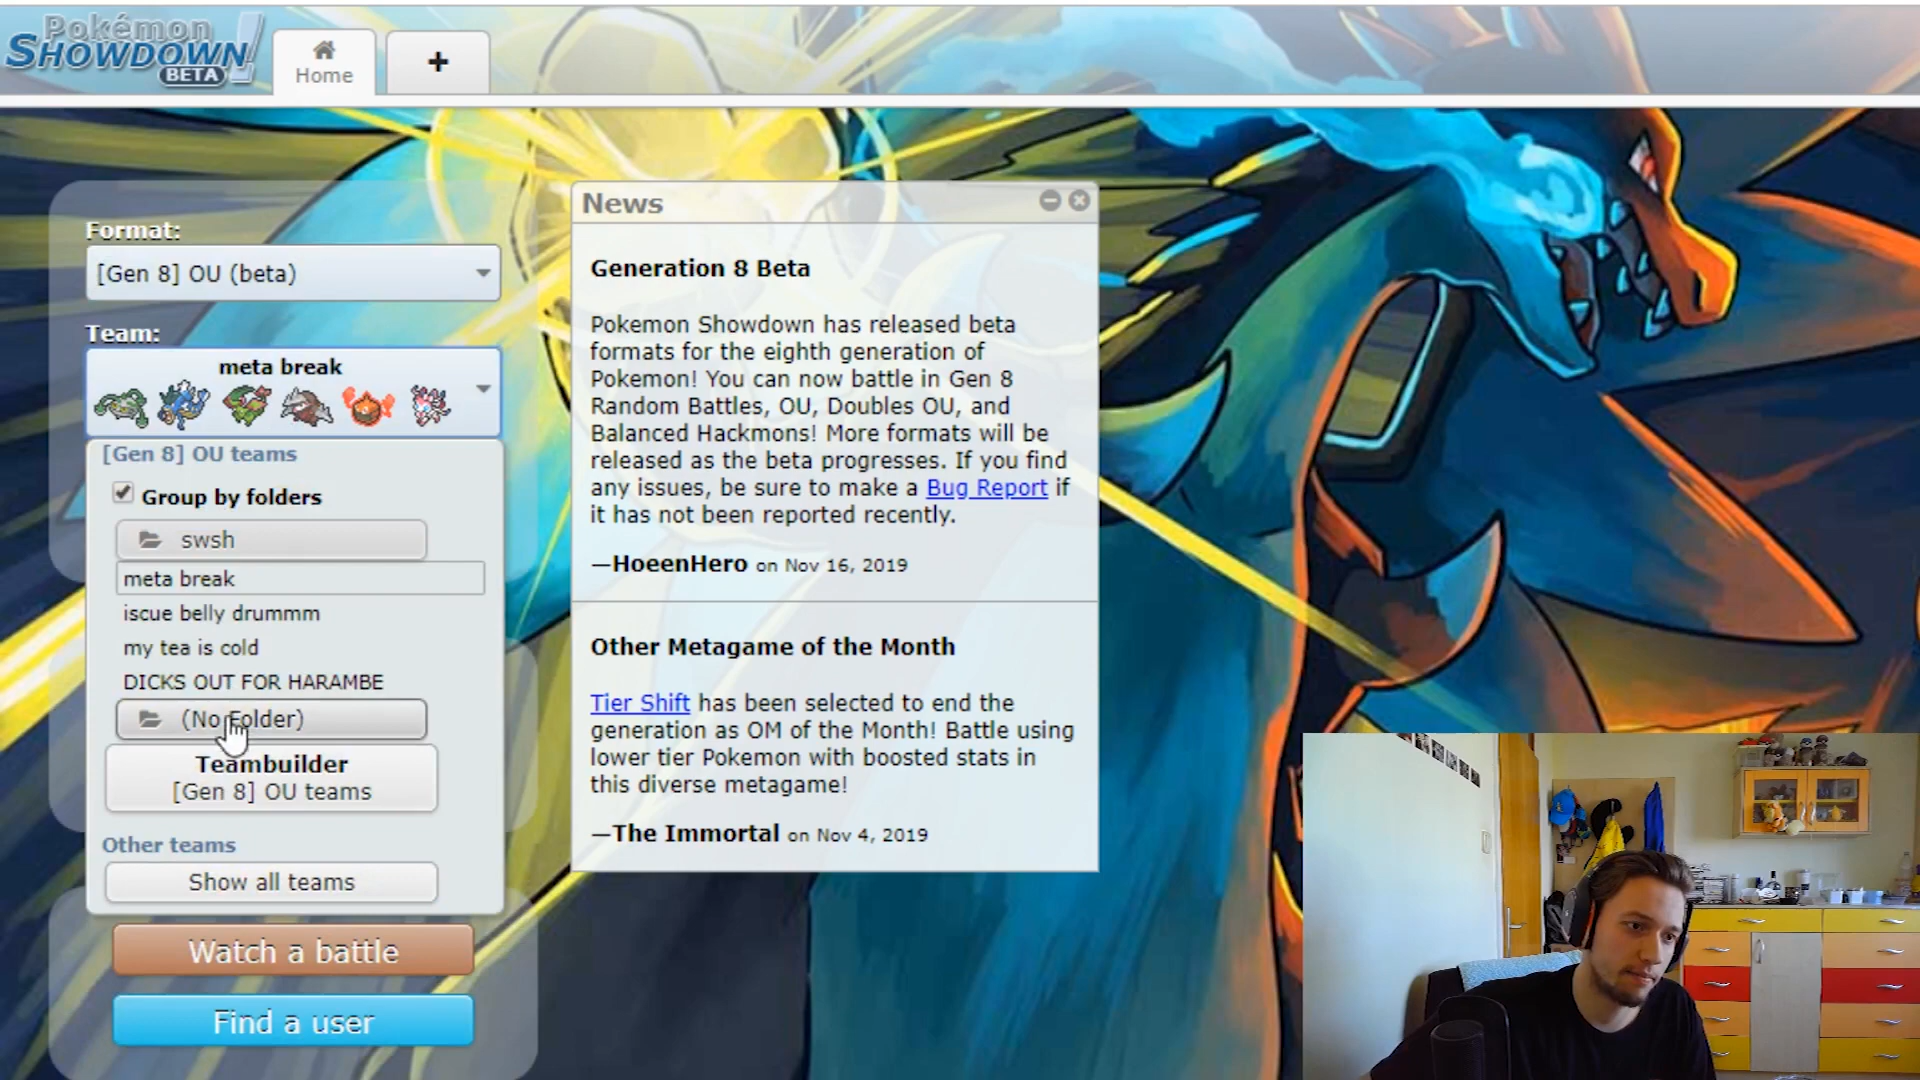 Pokémon
SHOWDOWN!
BETA
Home
+
Format:
[Gen 8] OU (beta)
Team:
meta break
[Gen 8] OU teams
Group by folders
swsh
meta break
iscue belly drummm
my tea is cold
DICKS OUT FOR HARAMBE
(No Folder)
Teambuilder
[Gen 8] OU teams
Other teams
Show all teams
Watch a battle
Find a user
News
Generation 8 Beta
Pokemon Showdown has released beta
formats for the eighth generation of
Pokemon! You can now battle in Gen 8
Random Battles, OU, Doubles OU, and
Balanced Hackmons! More formats will be
released as the beta progresses. If you find
any issues, be sure to make a Bug Report if
it has not been reported recently.
—HoeenHero on Nov 16, 2019
Other Metagame of the Month
Tier Shift has been selected to end the
generation as OM of the Month! Battle using
lower tier Pokemon with boosted stats in
this diverse metagame!
—The Immortal on Nov 4, 2019